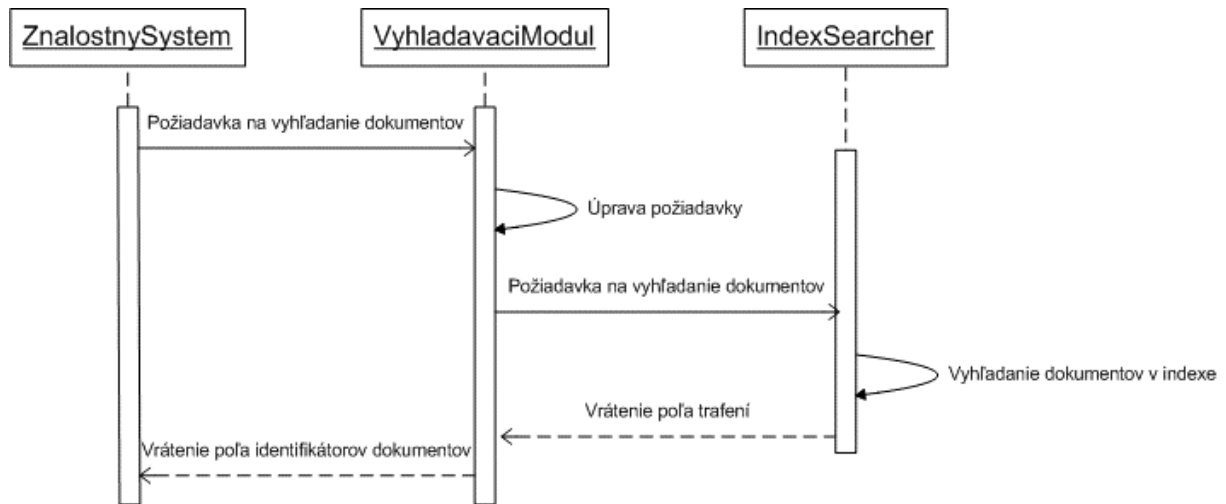 ZnalostnySystem
VyhladavaciModul
IndexSearcher
Požiadavka na vyhľadanie dokumentov
Úprava požiadavky
Požiadavka na vyhľadanie dokumentov
Vyhľadanie dokumentov v indexe
Vrátenie poľa trafení
Vrátenie poľa identifikátorov dokumentov